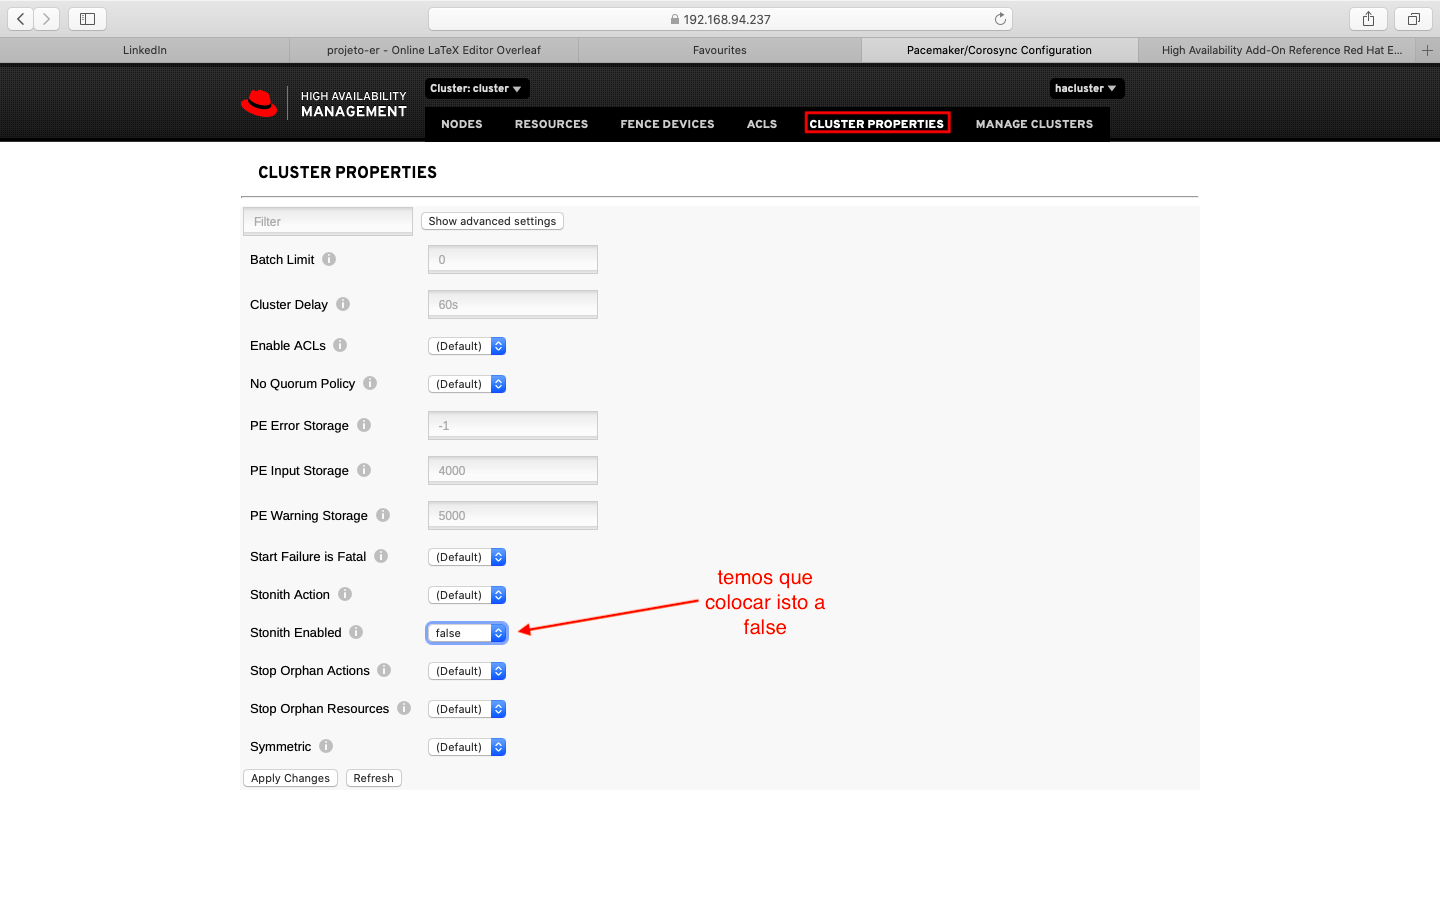 192.168.94.237
LinkedIn
projeto-er - Online LaTeX Editor Overleaf
Favourites
Pacemaker/Corosync Configuration
High Availability Add-On Reference Red Hat E...
HIGH AVAILABILITY
MANAGEMENT
Cluster: cluster
hacluster
NODES
RESOURCES
FENCE DEVICES
ACLS
CLUSTER PROPERTIES
MANAGE CLUSTERS
CLUSTER PROPERTIES
Filter
Show advanced settings
Batch Limit
0
Cluster Delay
60s
Enable ACLs
(Default)
No Quorum Policy
(Default)
PE Error Storage
-1
PE Input Storage
4000
PE Warning Storage
5000
Start Failure is Fatal
(Default)
Stonith Action
(Default)
Stonith Enabled
false
temos que
colocar isto a
false
Stop Orphan Actions
(Default)
Stop Orphan Resources
(Default)
Symmetric
(Default)
Apply Changes
Refresh